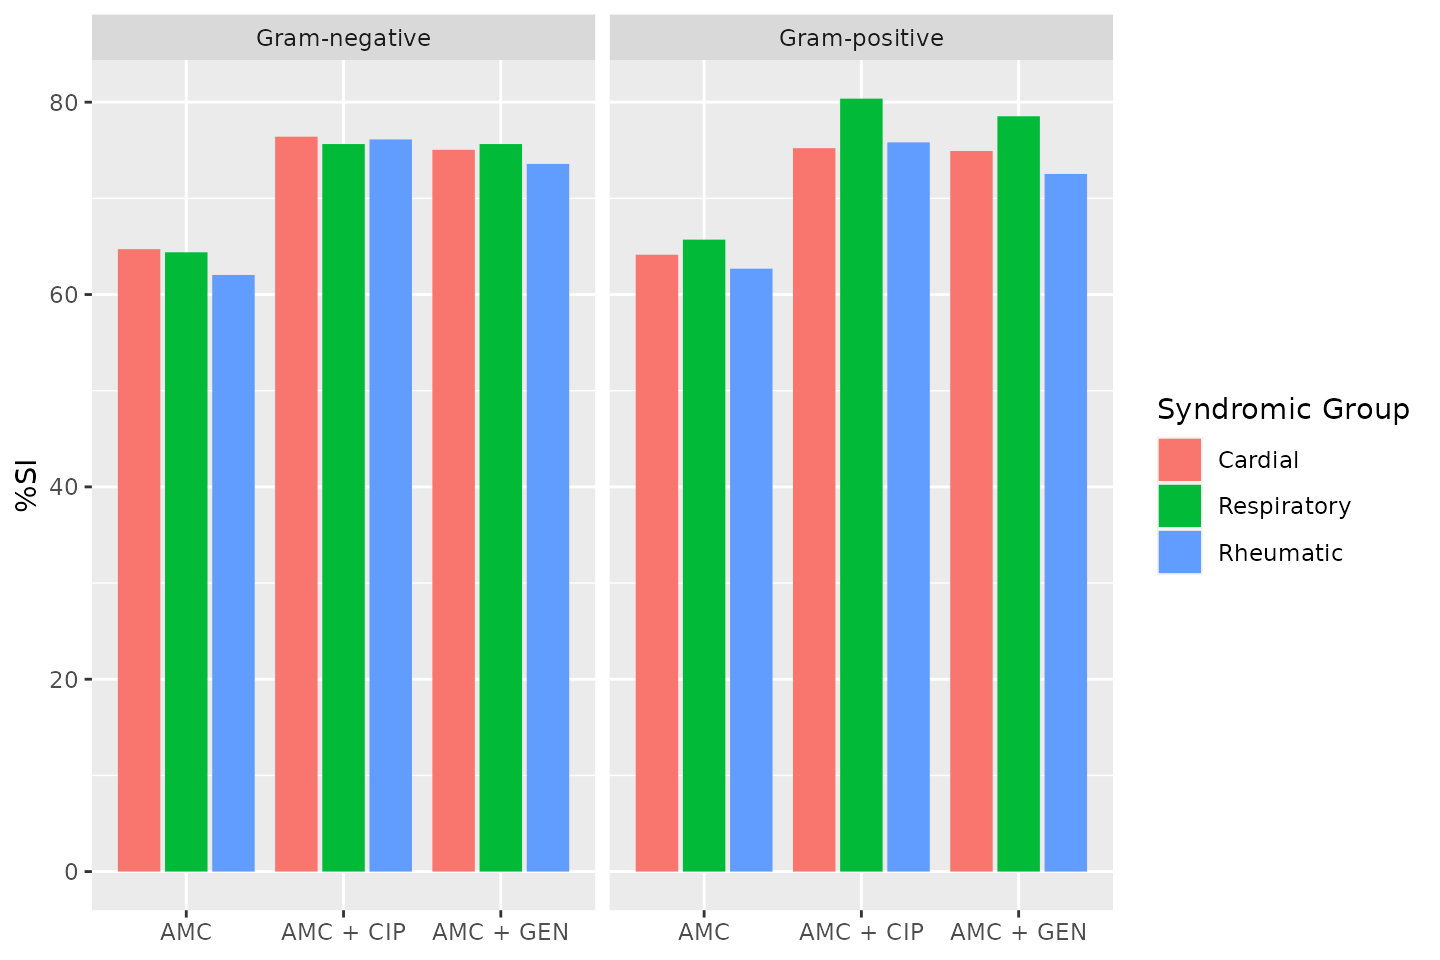 Gram-negative
Gram-positive
%SI
80
60
40
20
0
AMC
AMC + CIP
AMC + GEN
AMC
AMC + CIP
AMC + GEN
Syndromic Group
Cardial
Respiratory
Rheumatic